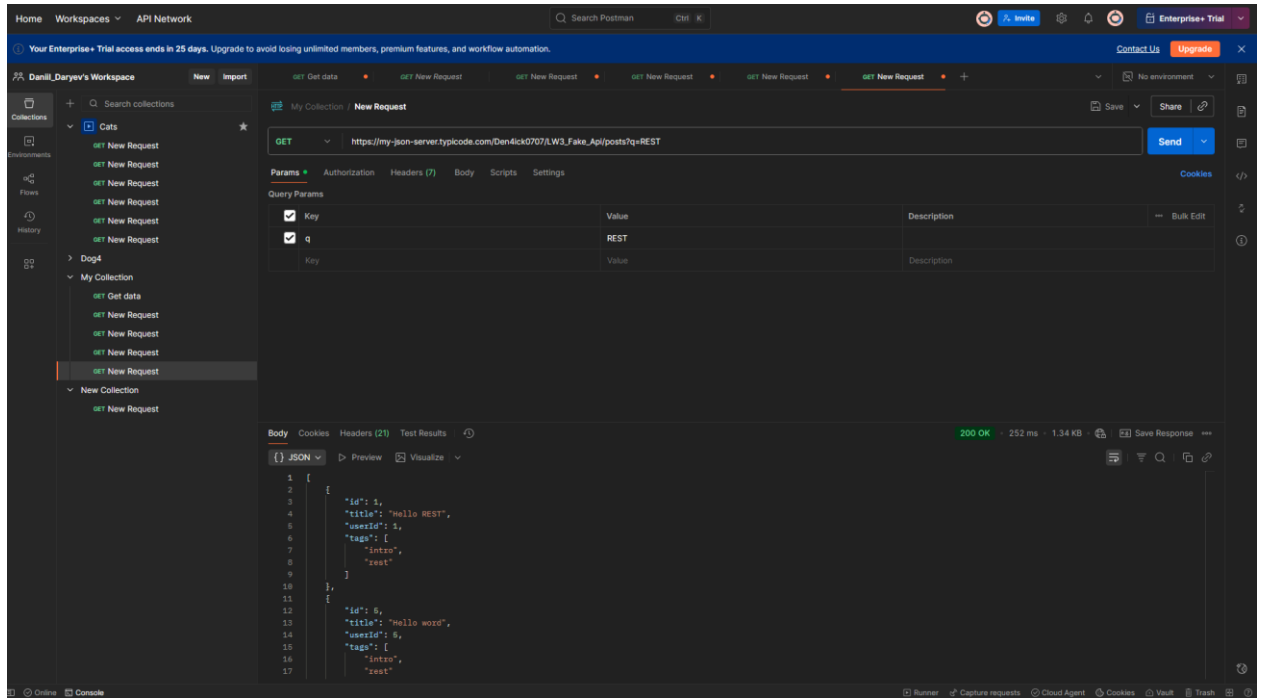 Home Workspaces API Network Search Postman Ctrl K Invite Enterprise+ Trial
Your Enterprise+ Trial access ends in 25 days. Upgrade to avoid losing unlimited members, premium features, and workflow automation. Contact Us Upgrade
Daniil_Daryev's Workspace New Import GET Get data GET New Request GET New Request GET New Request GET New Request GET New Request No environment
Collections
Environments
Flows
History
Search collections
Cats
GET New Request
GET New Request
GET New Request
GET New Request
GET New Request
GET New Request
Dog4
My Collection
GET Get data
GET New Request
GET New Request
GET New Request
GET New Request
New Collection
GET New Request
HTTP My Collection / New Request Save Share
GET https://my-json-server.typicode.com/Den4ick0707/LW3_Fake_Api/posts?q=REST Send
Params Authorization Headers (7) Body Scripts Settings Cookies
Query Params
Key Value Description Bulk Edit
q REST
Key Value Description
Body Cookies Headers (21) Test Results 200 OK 252 ms 1.34 KB Save Response
{} JSON Preview Visualize
1 [
2 {
3 "id": 1,
4 "title": "Hello REST",
5 "userId": 1,
6 "tags": [
7 "intro",
8 "rest"
9 ]
10 },
11 {
12 "id": 5,
13 "title": "Hello word",
14 "userId": 5,
15 "tags": [
16 "intro",
17 "rest"
Online Console Runner Capture requests Cloud Agent Cookies Vault Trash